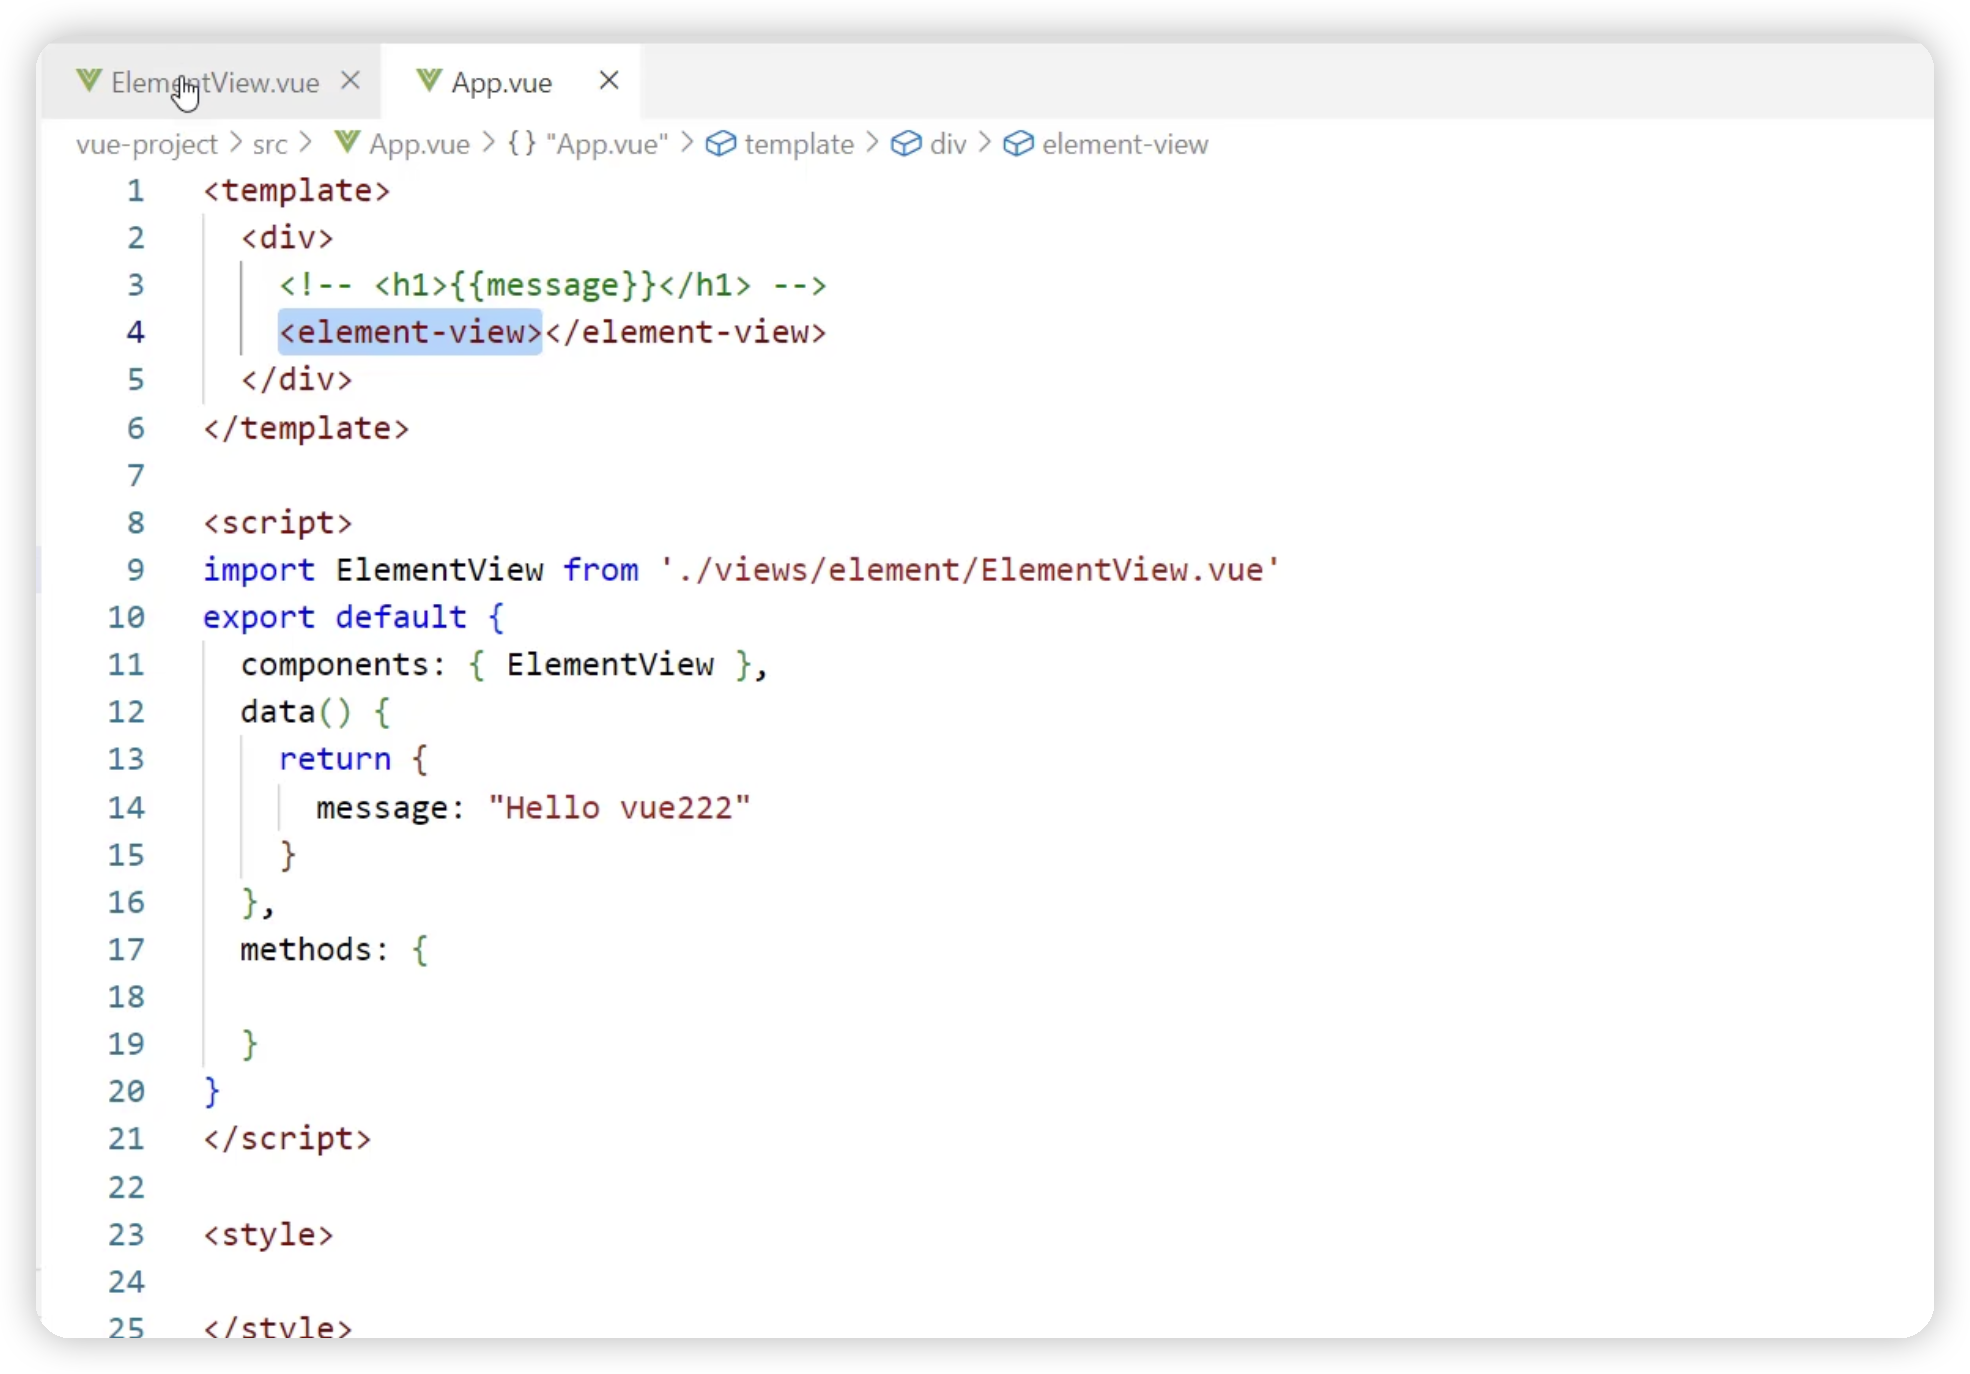 ElementView.vue App.vue
vue-project > src > App.vue > {} "App.vue" > template > div > element-view
1 <template>
2 <div>
3 <!-- <h1>{{message}}</h1> -->
4 <element-view></element-view>
5 </div>
6 </template>
7
8 <script>
9 import ElementView from './views/element/ElementView.vue'
10 export default {
11 components: { ElementView },
12 data() {
13 return {
14 message: "Hello vue222"
15 }
16 },
17 methods: {
18
19 }
20 }
21 </script>
22
23 <style>
24
25 </style>